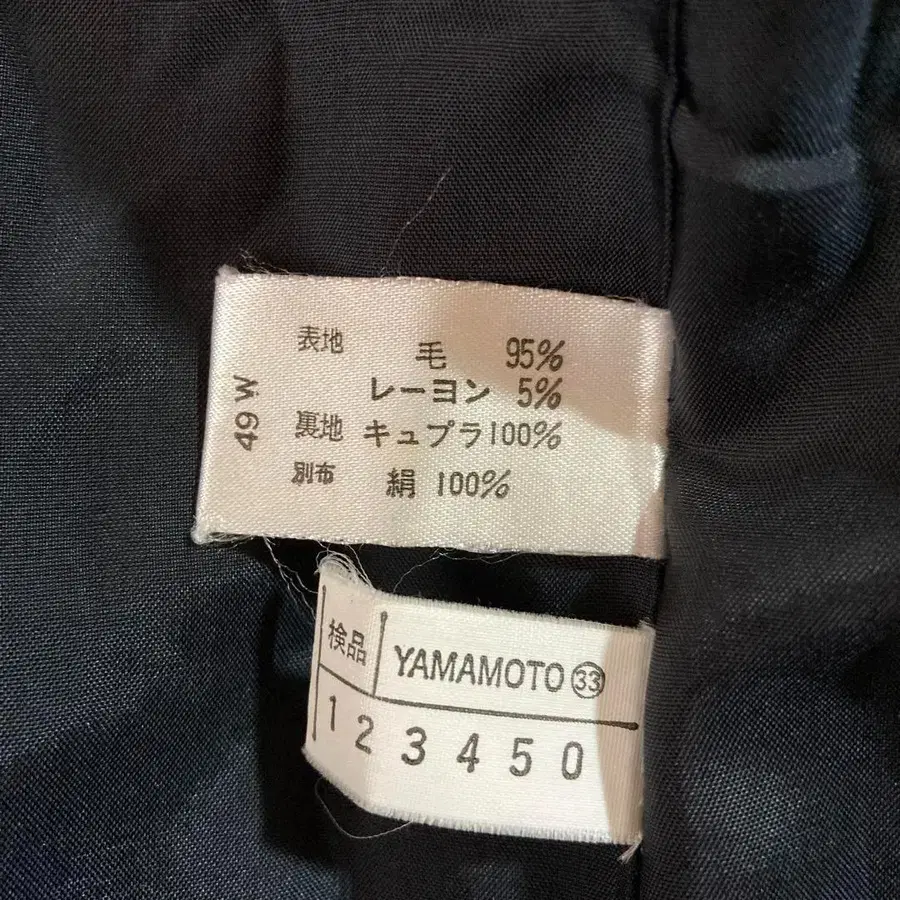 表地 毛 95%
レーヨン 5%
裏地 キュプラ100%
別布 絹 100%
49 W
検品 YAMAMOTO ㉝
1 2 3 4 5 0